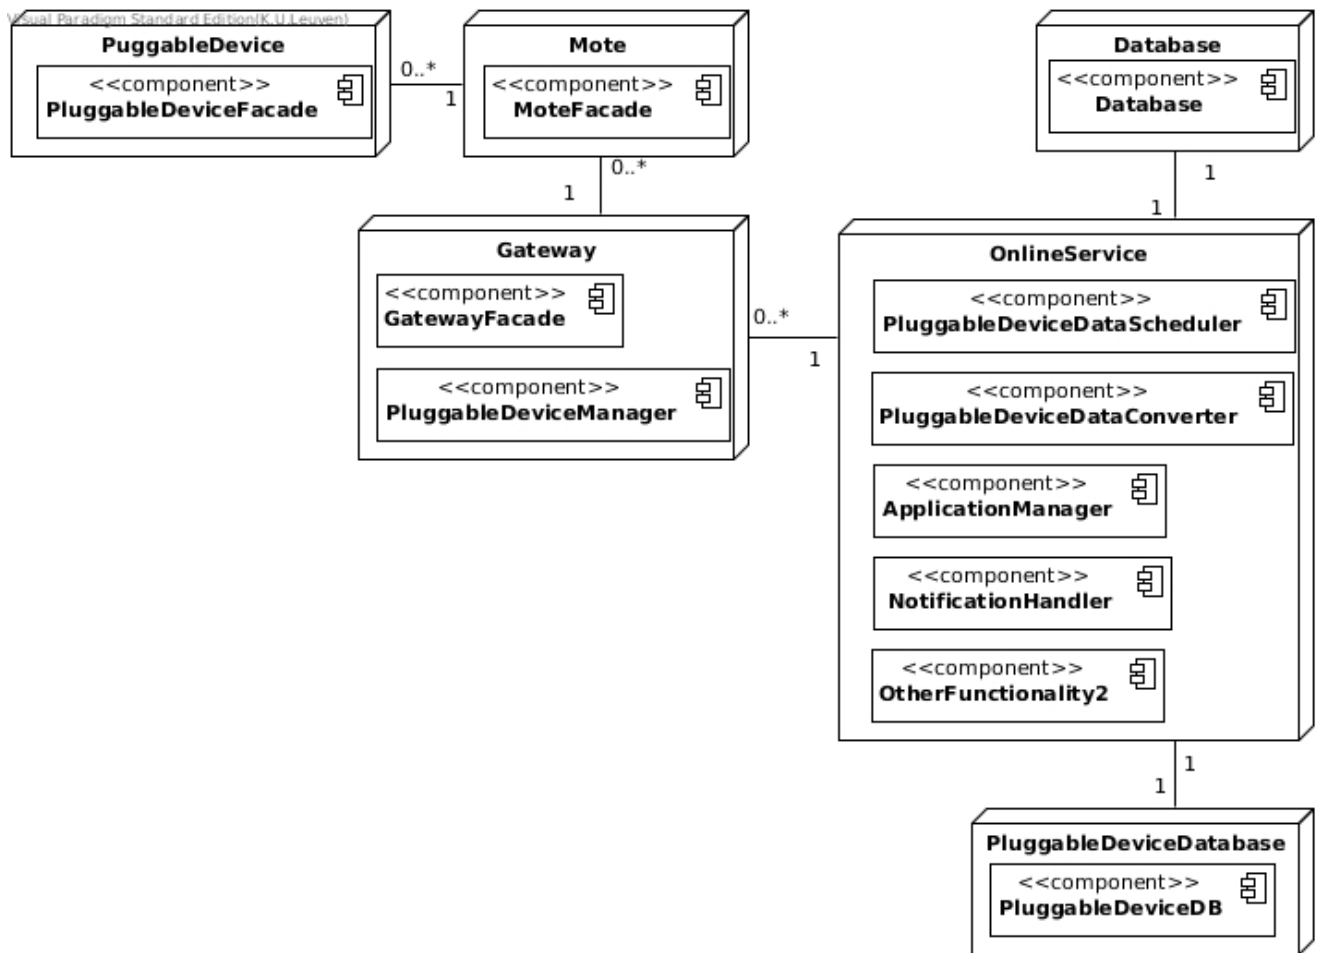 Visual Paradigm Standard Edition(K.U.Leuven)
PuggableDevice
<<component>>
PluggableDeviceFacade
0..*
1
Mote
<<component>>
MoteFacade
0..*
1
Database
<<component>>
Database
1
1
Gateway
<<component>>
GatewayFacade
<<component>>
PluggableDeviceManager
0..*
1
OnlineService
<<component>>
PluggableDeviceDataScheduler
<<component>>
PluggableDeviceDataConverter
<<component>>
ApplicationManager
<<component>>
NotificationHandler
<<component>>
OtherFunctionality2
1
1
PluggableDeviceDatabase
<<component>>
PluggableDeviceDB